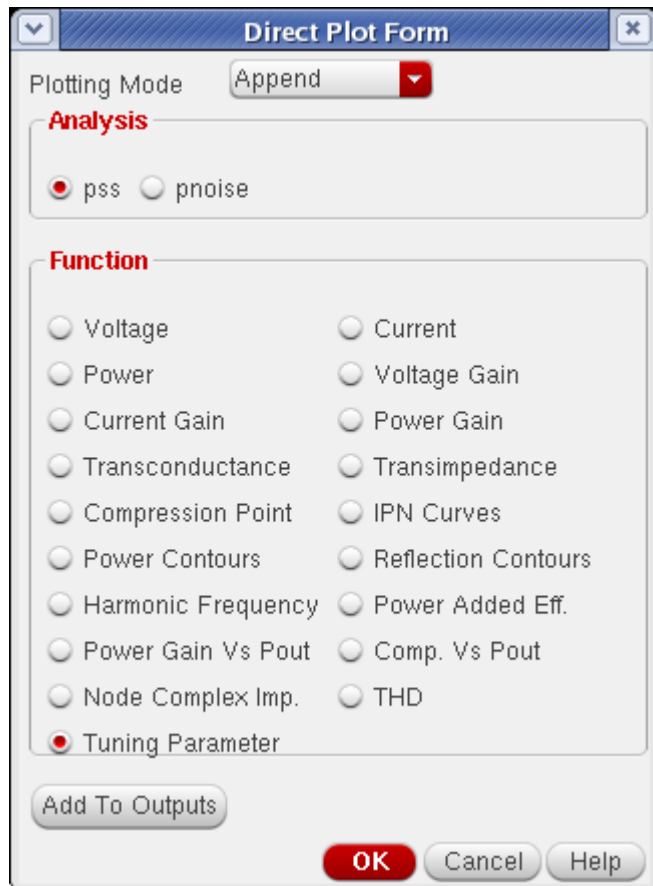 Direct Plot Form
Plotting Mode Append
Analysis
pss pnoise
Function
Voltage Current
Power Voltage Gain
Current Gain Power Gain
Transconductance Transimpedance
Compression Point IPN Curves
Power Contours Reflection Contours
Harmonic Frequency Power Added Eff.
Power Gain Vs Pout Comp. Vs Pout
Node Complex Imp. THD
Tuning Parameter
Add To Outputs
OK Cancel Help